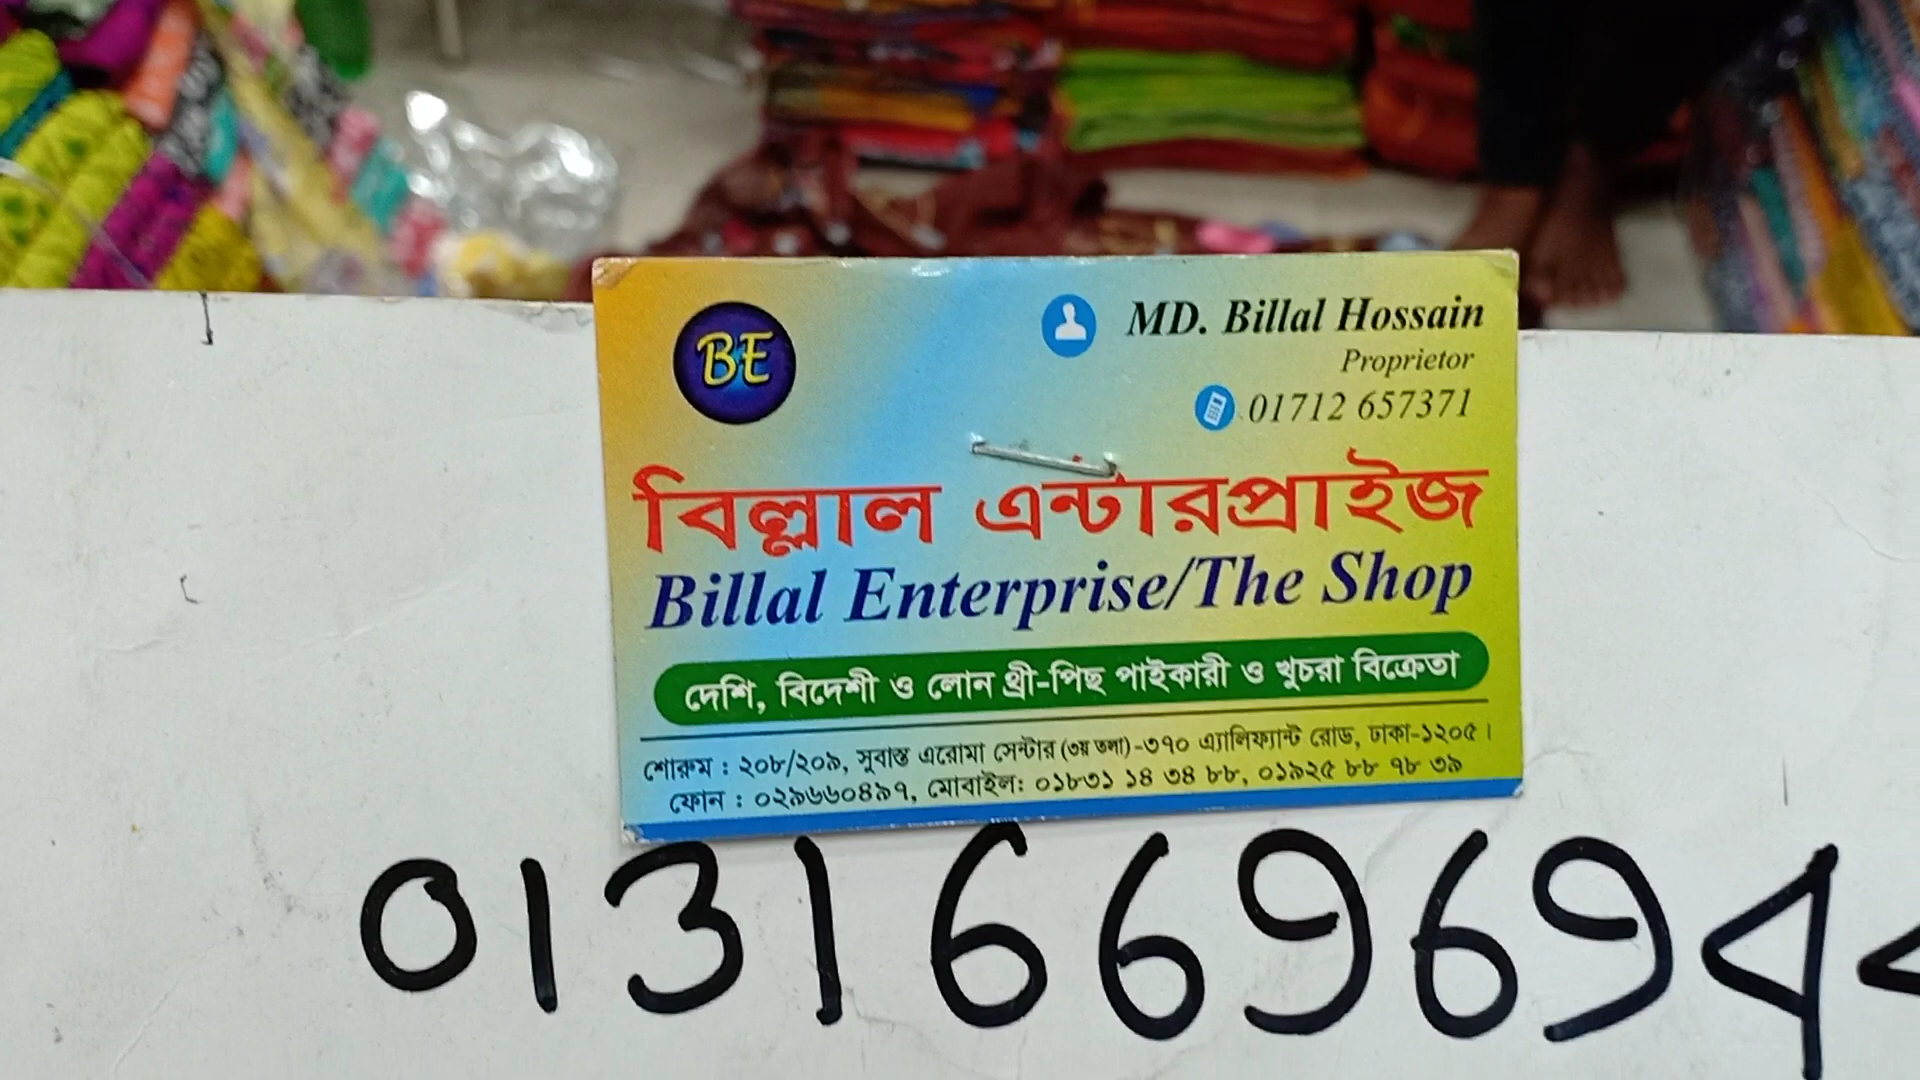 BE
MD. Billal Hossain
Proprietor
01712 657371
বিল্লাল এন্টারপ্রাইজ
Billal Enterprise/The Shop
দেশি, বিদেশী ও লোন থ্রী-পিছ পাইকারী ও খুচরা বিক্রেতা
শোরুম : ২০৮/২০৯, সুবাস্ত এরোমা সেন্টার (৩য় তলা)-৩৭০ এ্যালিফ্যান্ট রোড, ঢাকা-১২০৫।
ফোন : ০২৯৬৬০৪৯৭, মোবাইল: ০১৮৩১ ১৪ ৩৪ ৮৮, ০১৯২৫ ৮৮ ৭৮ ৩৯
0131669694